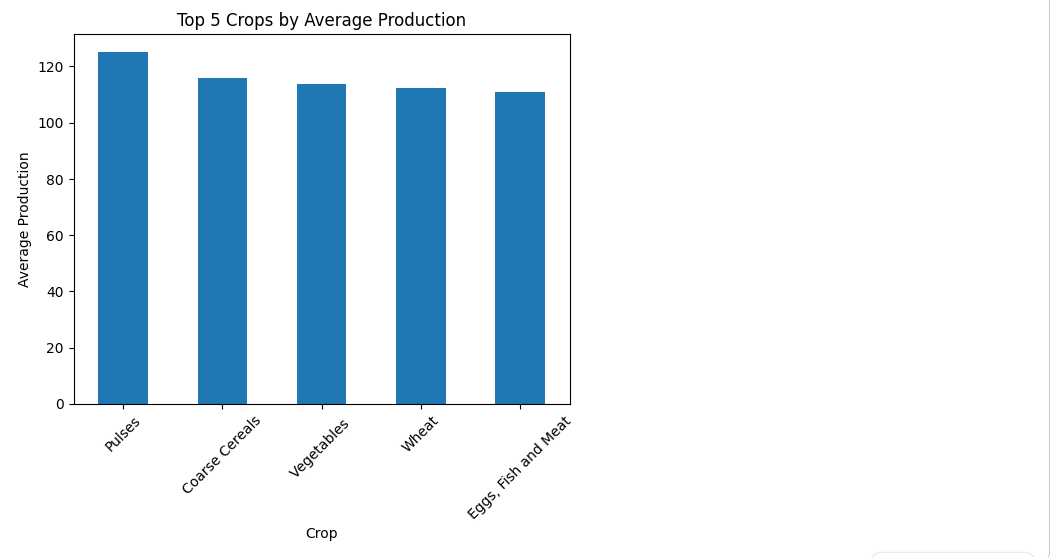 Top 5 Crops by Average Production
Average Production
120
100
80
60
40
20
0
Pulses
Coarse Cereals
Vegetables
Wheat
Eggs, Fish and Meat
Crop